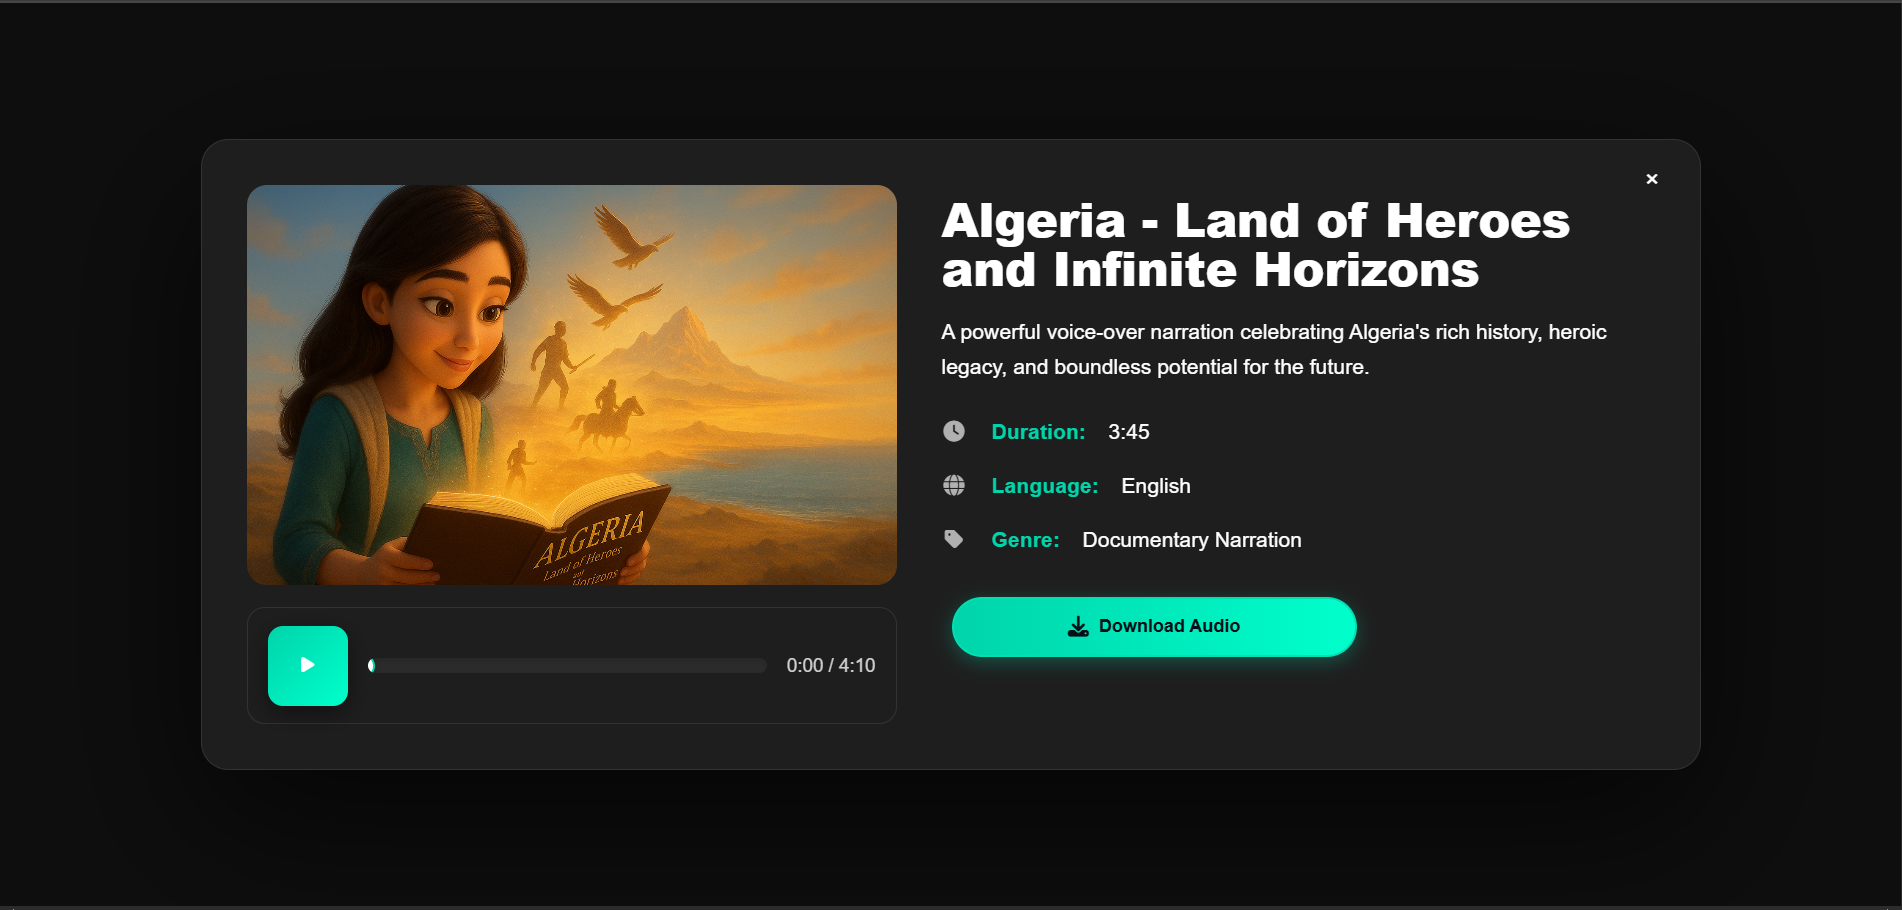 Algeria - Land of Heroes
and Infinite Horizons
A powerful voice-over narration celebrating Algeria's rich history, heroic
legacy, and boundless potential for the future.
Duration: 3:45
Language: English
Genre: Documentary Narration
Download Audio
ALGERIA
Land of Heroes
and
Horizons
0:00 / 4:10